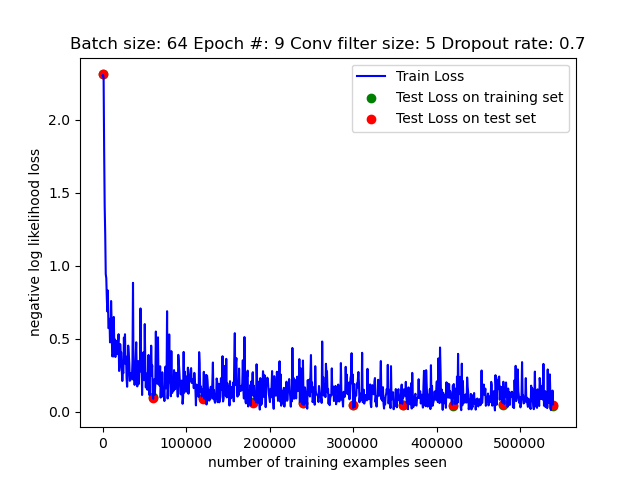 Batch size: 64 Epoch #: 9 Conv filter size: 5 Dropout rate: 0.7
Train Loss
Test Loss on training set
Test Loss on test set
negative log likelihood loss
2.0
1.5
1.0
0.5
0.0
0 100000 200000 300000 400000 500000
number of training examples seen